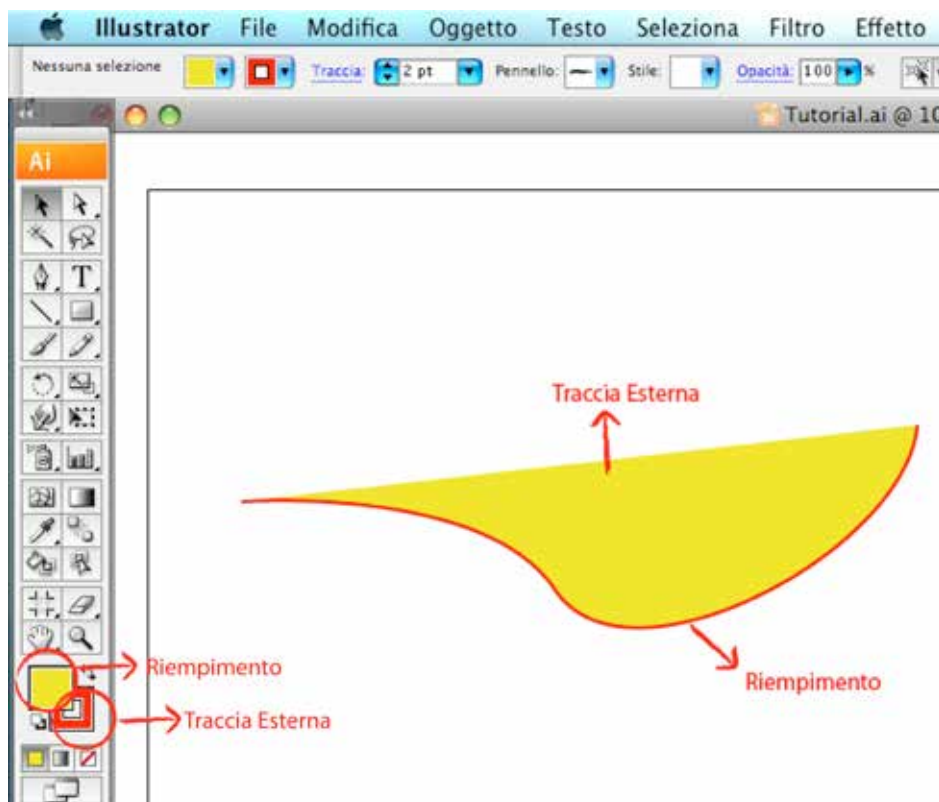 Illustrator File Modifica Oggetto Testo Seleziona Filtro Effetto
Nessuna selezione Traccia: 2 pt Pennello: Stile: Opacità: 100 %
Tutorial.ai @ 10
Ai
T
Traccia Esterna
Riempimento
Riempimento
Traccia Esterna